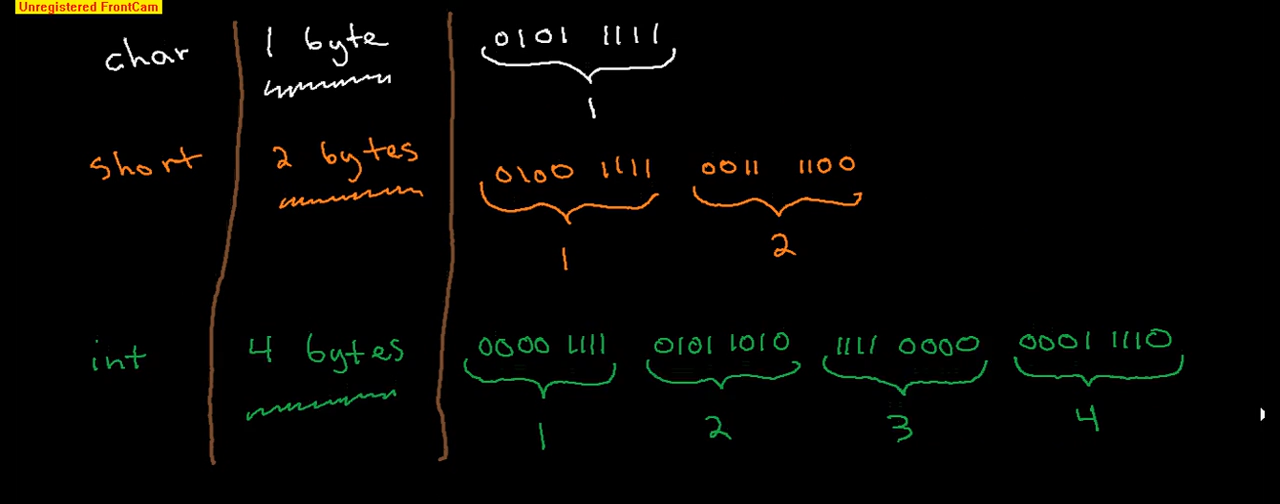 Unregistered FrontCam
char 1 byte 0101 1111
1
short 2 bytes 0100 1111 0011 1100
1 2
int 4 bytes 0000 1111 0101 1010 1111 0000 0001 1110
1 2 3 4